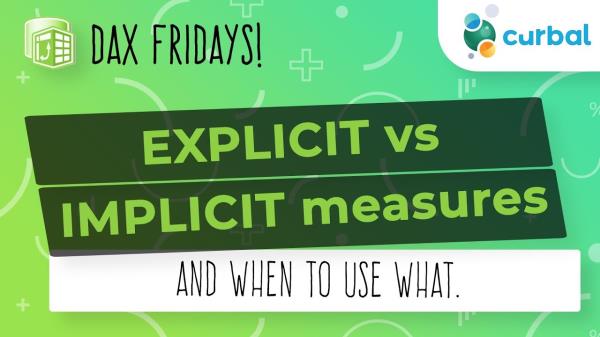 DAX FRIDAYS!
curbal
EXPLICIT vs
IMPLICIT measures
AND WHEN TO USE WHAT.